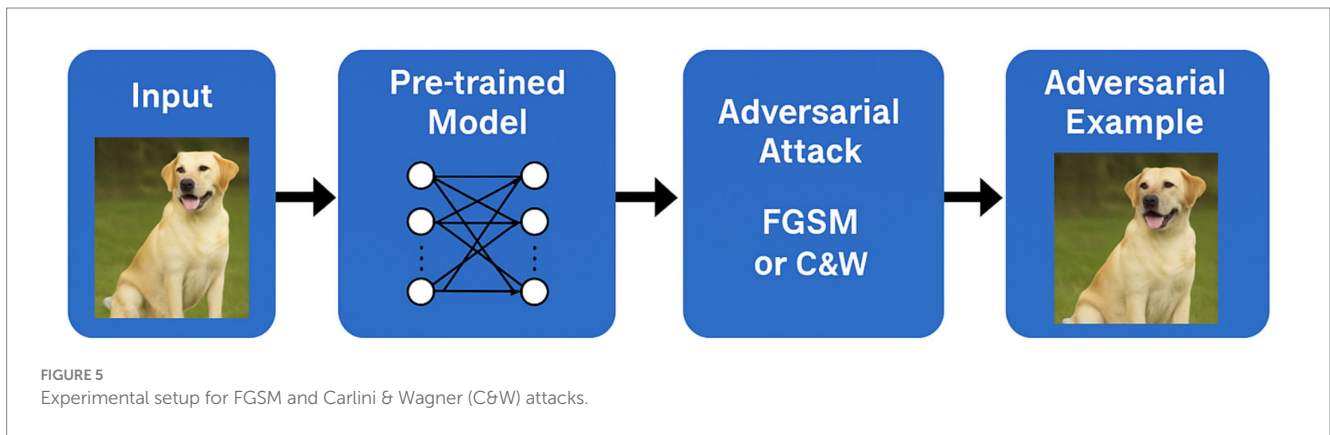 Input
Pre-trained
Model
Adversarial
Attack
FGSM
or C&W
Adversarial
Example
FIGURE 5
Experimental setup for FGSM and Carlini & Wagner (C&W) attacks.